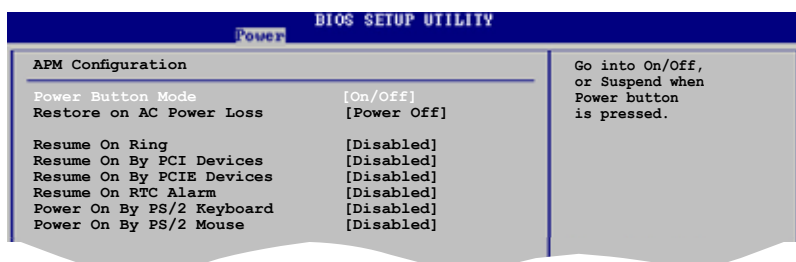 BIOS SETUP UTILITY
Power
APM Configuration
Power Button Mode [On/Off]
Restore on AC Power Loss [Power Off]
Resume On Ring [Disabled]
Resume On By PCI Devices [Disabled]
Resume On By PCIE Devices [Disabled]
Resume On RTC Alarm [Disabled]
Power On By PS/2 Keyboard [Disabled]
Power On By PS/2 Mouse [Disabled]
Go into On/Off,
or Suspend when
Power button
is pressed.